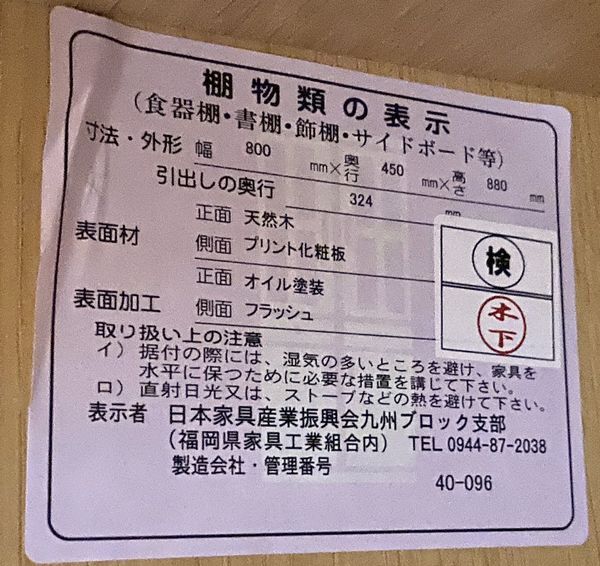 棚物類の表示
(食器棚・書棚・飾棚・サイドボード等)
寸法・外形 幅 800 mm×奥行 450 mm×高さ 880 mm
引出しの奥行 324 mm
表面材 正面 天然木
側面 プリント化粧板
表面加工 正面 オイル塗装
側面 フラッシュ
検
木下
取り扱い上の注意
イ) 据付の際には、湿気の多いところを避け、家具を
水平に保つために必要な措置を講じて下さい。
ロ) 直射日光又は、ストーブなどの熱を避けて下さい。
表示者 日本家具産業振興会九州ブロック支部
(福岡県家具工業組合内) TEL 0944-87-2038
製造会社・管理番号
40-096